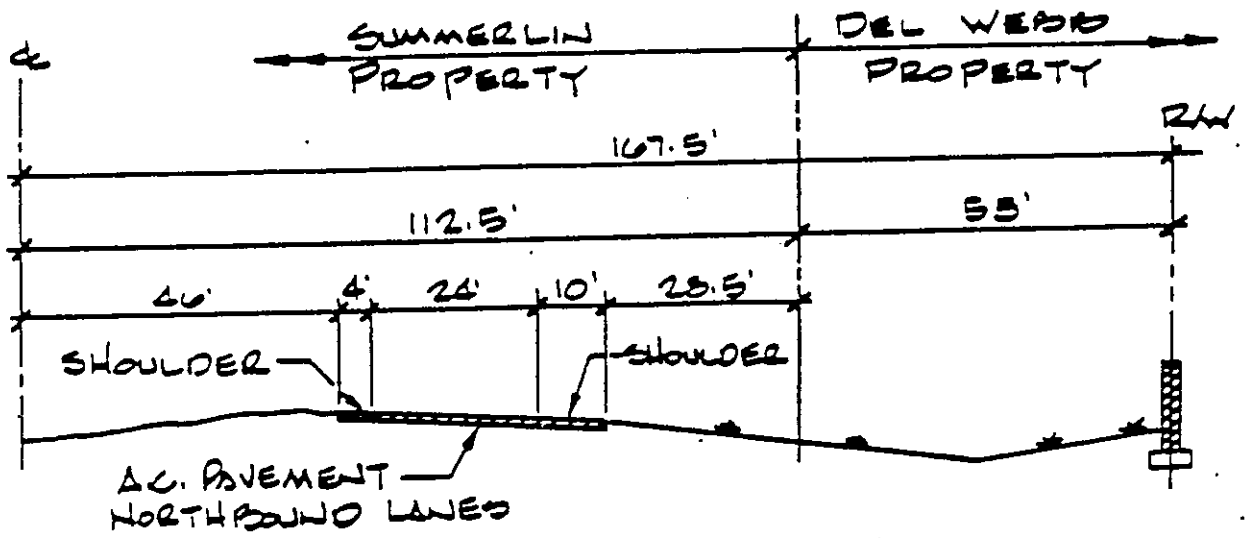 SUMMERLIN
PROPERTY
DEL WEBB
PROPERTY
℄
R/W
167.5'
112.5'
55'
46'
4'
24'
10'
28.5'
SHOULDER
SHOULDER
A.C. PAVEMENT
NORTHBOUND LANES